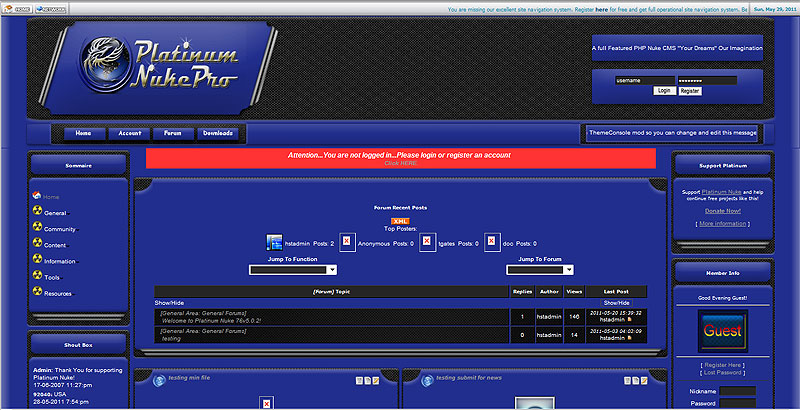 HOME NETWORK You are missing our excellent site navigation system. Register here for free and get full operational site navigation system. Be Sun, May 29, 2011
Platinum
NukePro
A full Featured PHP Nuke CMS "Your Dreams" Our Imagination
username ••••••••
Login Register
Home Account Forum Downloads
ThemeConsole mod so you can change and edit this message
Attention...You are not logged in...Please login or register an account
Click HERE
Sommaire
Home
General
Community
Content
Information
Tools
Resources
Shout Box
Admin: Thank You for supporting
Platinum Nuke!
17-06-2007 11:27:pm
92040: USA
28-05-2011 7:54 pm
Forum Recent Posts
XML
Top Posters:
hstadmin Posts: 2 Anonymous Posts: 0 tgates Posts: 0 doo Posts: 0
Jump To Function Jump To Forum
[Forum] Topic Replies Author Views Last Post
Show/Hide Show/Hide
[General Area: General Forums]
Welcome to Platinum Nuke 76v5.0.2! 1 hstadmin 146 2011-05-20 15:39:32
hstadmin
[General Area: General Forums]
testing 0 hstadmin 14 2011-05-03 04:02:09
hstadmin
testing min file
testing submit for news
Support Platinum
Support Platinum Nuke and help
continue free projects like this!
Donate Now!
[ More Information ]
Member Info
Good Evening Guest!
Guest
[ Register Here ]
[ Lost Password ]
Nickname
Password